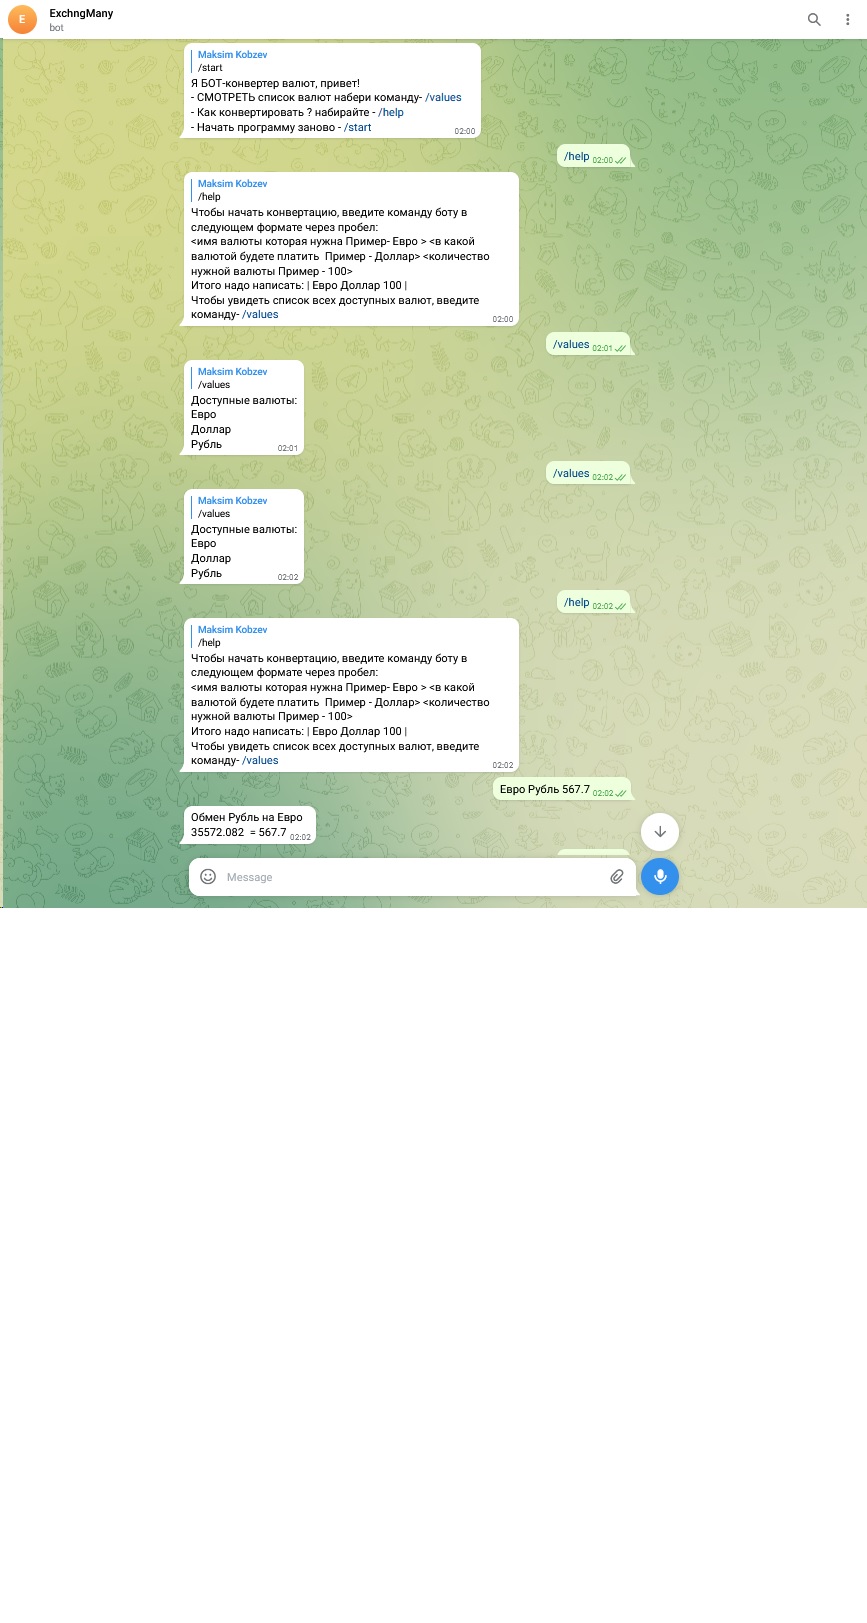 E
ExchngMany
bot
Maksim Kobzev
/start
Я БОТ-конвертер валют, привет!
- СМОТРЕТЬ список валют набери команду- /values
- Как конвертировать ? набирайте - /help
- Начать программу заново - /start
02:00
/help 02:00
Maksim Kobzev
/help
Чтобы начать конвертацию, введите команду боту в
следующем формате через пробел:
<имя валюты которая нужна Пример- Евро > <в какой
валютой будете платить  Пример - Доллар> <количество
нужной валюты Пример - 100>
Итого надо написать: | Евро Доллар 100 |
Чтобы увидеть список всех доступных валют, введите
команду- /values
02:00
/values 02:01
Maksim Kobzev
/values
Доступные валюты:
Евро
Доллар
Рубль
02:01
/values 02:02
Maksim Kobzev
/values
Доступные валюты:
Евро
Доллар
Рубль
02:02
/help 02:02
Maksim Kobzev
/help
Чтобы начать конвертацию, введите команду боту в
следующем формате через пробел:
<имя валюты которая нужна Пример- Евро > <в какой
валютой будете платить  Пример - Доллар> <количество
нужной валюты Пример - 100>
Итого надо написать: | Евро Доллар 100 |
Чтобы увидеть список всех доступных валют, введите
команду- /values
02:02
Евро Рубль 567.7 02:02
Обмен Рубль на Евро
35572.082  = 567.7 02:02
Message